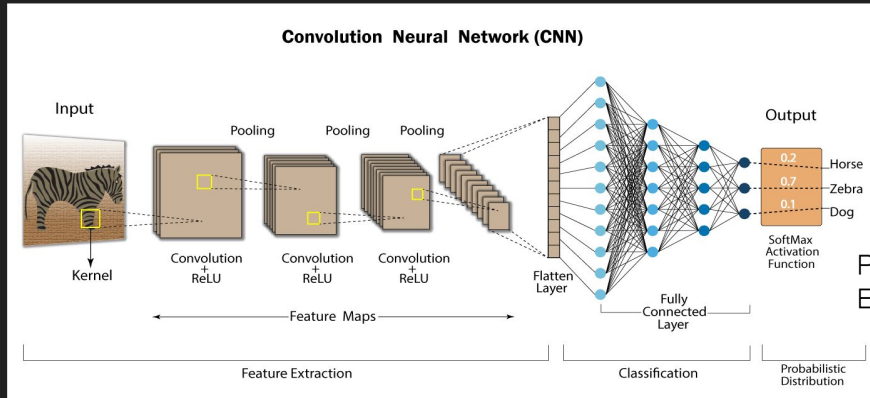 Convolution Neural Network (CNN)
Input
Pooling
Pooling
Pooling
Output
0.2
Horse
0.7
Zebra
0.1
Dog
Kernel
Convolution
+
ReLU
Convolution
+
ReLU
Convolution
+
ReLU
Flatten
Layer
SoftMax
Activation
Function
Feature Maps
Fully
Connected
Layer
Feature Extraction
Classification
Probabilistic
Distribution
P
E